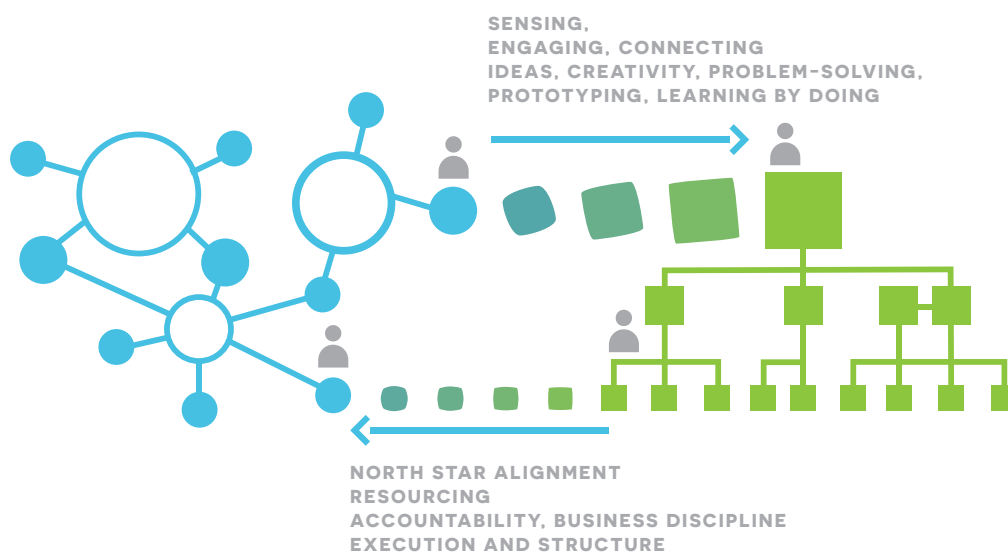 SENSING,
ENGAGING, CONNECTING
IDEAS, CREATIVITY, PROBLEM-SOLVING,
PROTOTYPING, LEARNING BY DOING
NORTH STAR ALIGNMENT
RESOURCING
ACCOUNTABILITY, BUSINESS DISCIPLINE
EXECUTION AND STRUCTURE